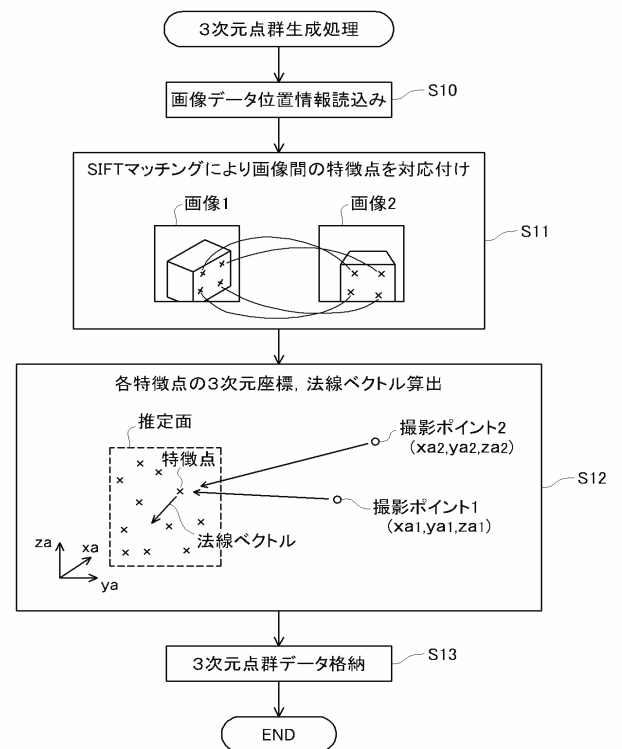 ３次元点群生成処理
画像データ位置情報読込み
S10
SIFTマッチングにより画像間の特徴点を対応付け
画像1
画像2
S11
各特徴点の３次元座標，法線ベクトル算出
推定面
特徴点
撮影ポイント2
（xa2,ya2,za2）
S12
撮影ポイント1
（xa1,ya1,za1）
法線ベクトル
za
xa
ya
３次元点群データ格納
S13
END